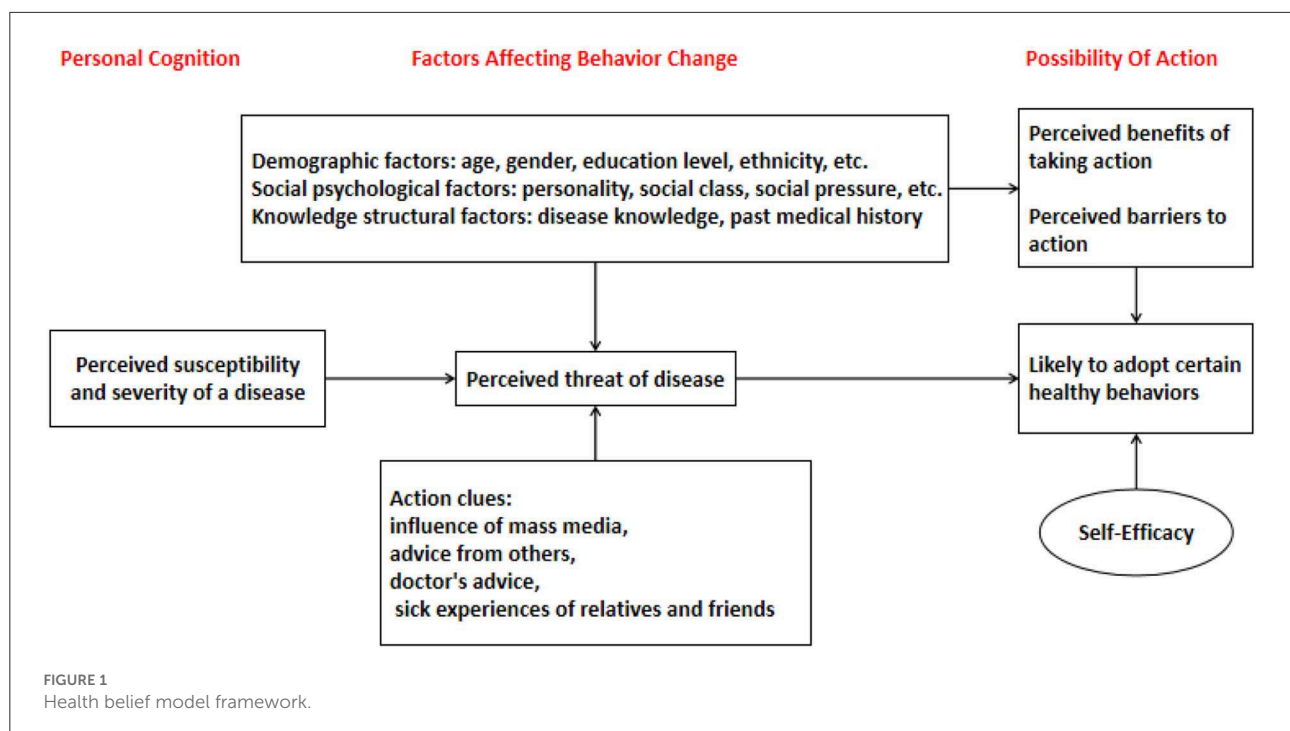 Personal Cognition
Factors Affecting Behavior Change
Possibility Of Action
Demographic factors: age, gender, education level, ethnicity, etc.
Social psychological factors: personality, social class, social pressure, etc.
Knowledge structural factors: disease knowledge, past medical history
Perceived benefits of
taking action
Perceived barriers to
action
Perceived susceptibility
and severity of a disease
Perceived threat of disease
Likely to adopt certain
healthy behaviors
Action clues:
influence of mass media,
advice from others,
doctor's advice,
sick experiences of relatives and friends
Self-Efficacy
FIGURE 1
Health belief model framework.